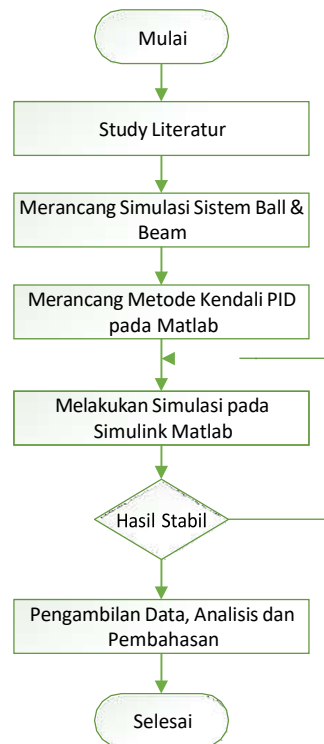 Mulai
Study Literatur
Merancang Simulasi Sistem Ball &
Beam
Merancang Metode Kendali PID
pada Matlab
Melakukan Simulasi pada
Simulink Matlab
Hasil Stabil
Pengambilan Data, Analisis dan
Pembahasan
Selesai